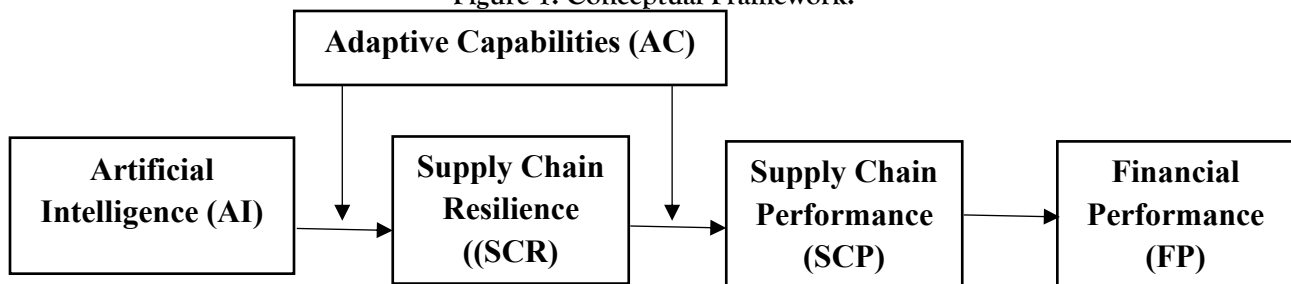 Figure 1. Conceptual Framework.
Adaptive Capabilities (AC)
Artificial
Intelligence (AI)
Supply Chain
Resilience
((SCR)
Supply Chain
Performance
(SCP)
Financial
Performance
(FP)